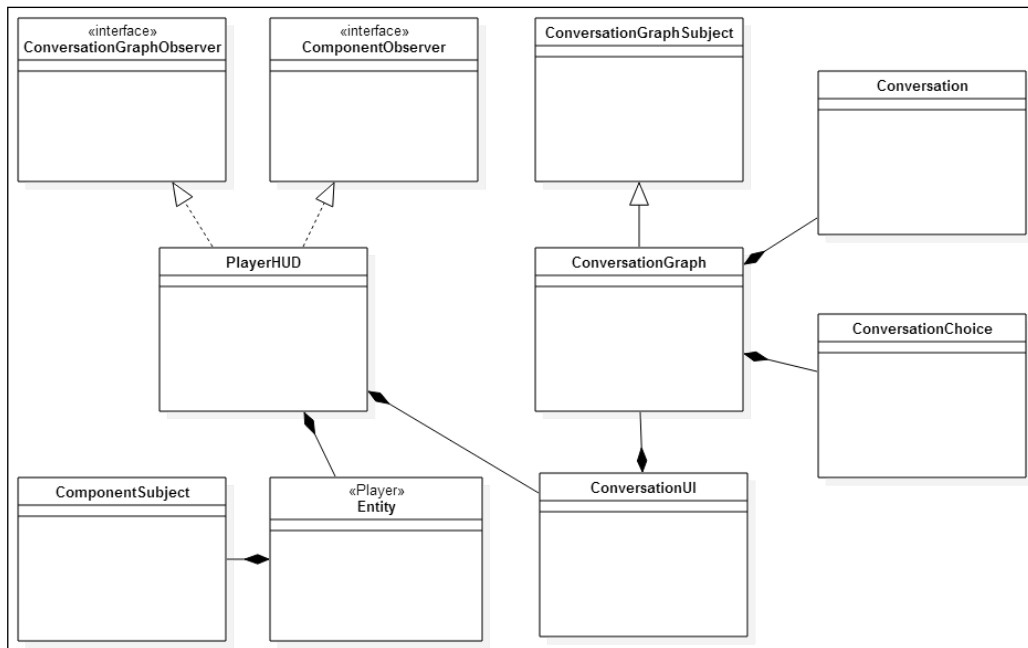 «interface»
ConversationGraphObserver
«interface»
ComponentObserver
ConversationGraphSubject
Conversation
PlayerHUD
ConversationGraph
ConversationChoice
ComponentSubject
«Player»
Entity
ConversationUI